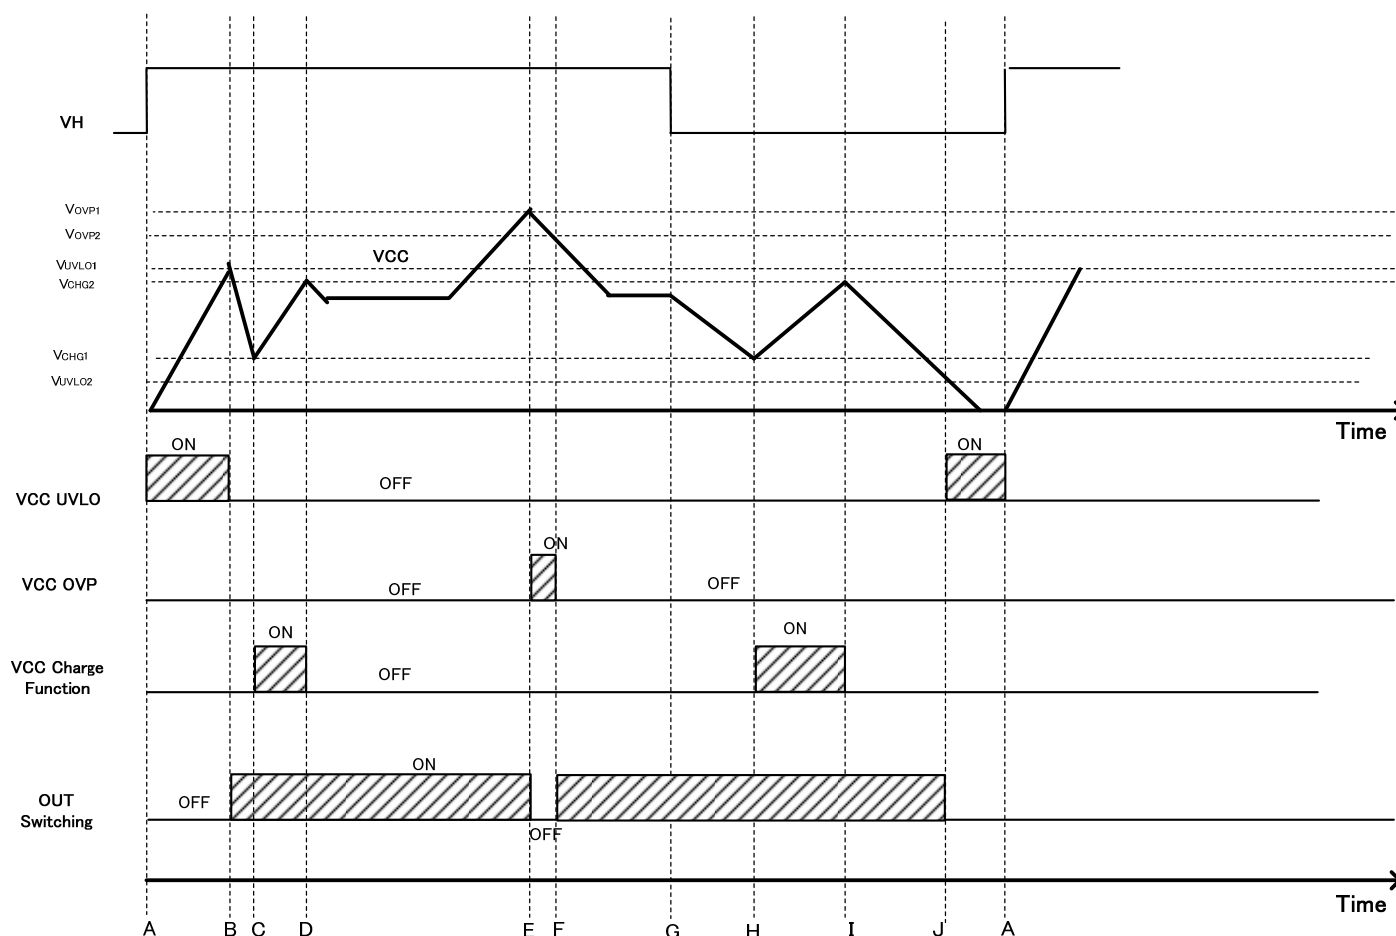 VH
VOVP1
VOVP2
VUVLO1
VCC
VCHG2
VCHG1
VUVLO2
Time
ON
ON
OFF
VCC UVLO
ON
VCC OVP
OFF
OFF
ON
ON
VCC Charge
Function
OFF
ON
OUT
Switching
OFF
OFF
Time
A B C D E F G H I J A